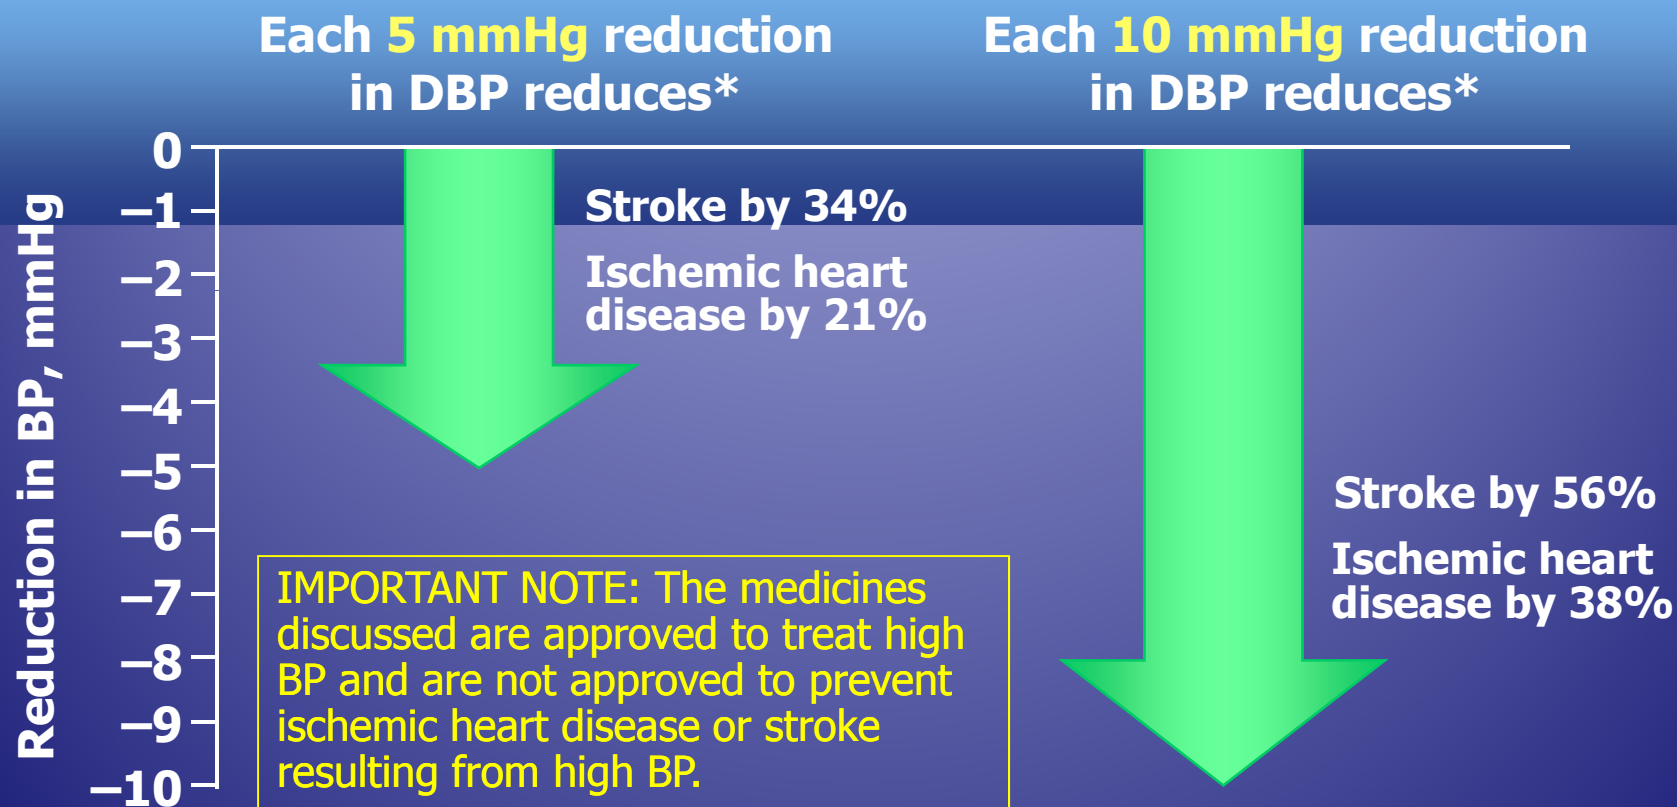 Each 5 mmHg reduction
in DBP reduces*
Each 10 mmHg reduction
in DBP reduces*
Reduction in BP, mmHg
0
–1
–2
–3
–4
–5
–6
–7
–8
–9
–10
Stroke by 34%
Ischemic heart
disease by 21%
Stroke by 56%
Ischemic heart
disease by 38%
IMPORTANT NOTE: The medicines
discussed are approved to treat high
BP and are not approved to prevent
ischemic heart disease or stroke
resulting from high BP.